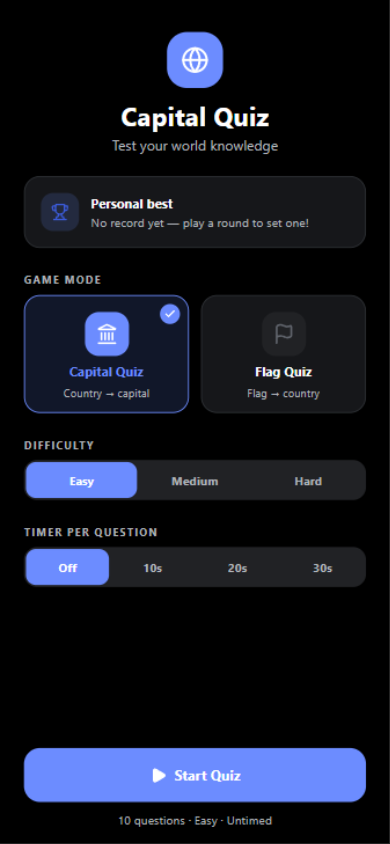 Capital Quiz
Test your world knowledge
Personal best
No record yet — play a round to set one!
GAME MODE
Capital Quiz
Country → capital
Flag Quiz
Flag → country
DIFFICULTY
Easy Medium Hard
TIMER PER QUESTION
Off 10s 20s 30s
Start Quiz
10 questions · Easy · Untimed